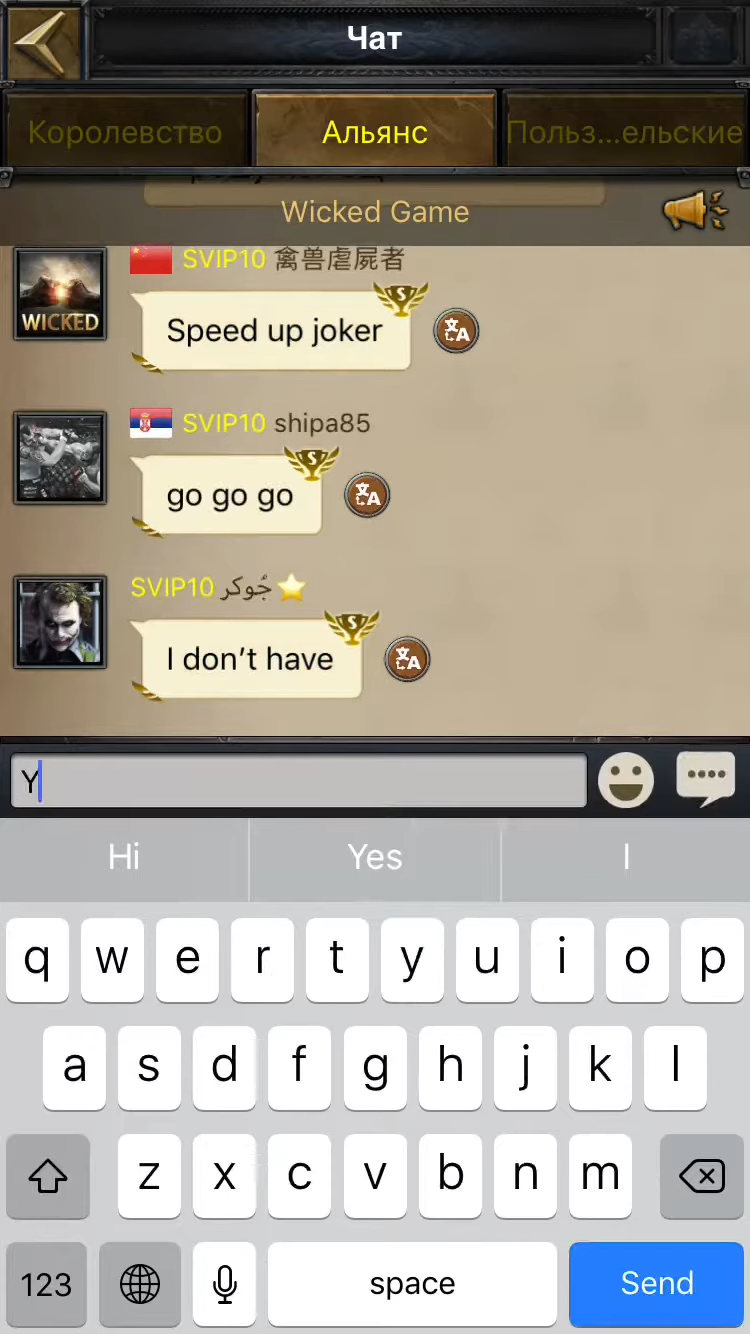 Чат
Королевство
Альянс
Польз...ельские
Wicked Game
WICKED
SVIP10 禽兽虐屍者
Speed up joker
SVIP10 shipa85
go go go
SVIP10 جُوكر⭐
I don't have
Y
Hi
Yes
I
q w e r t y u i o p
a s d f g h j k l
z x c v b n m
123
space
Send